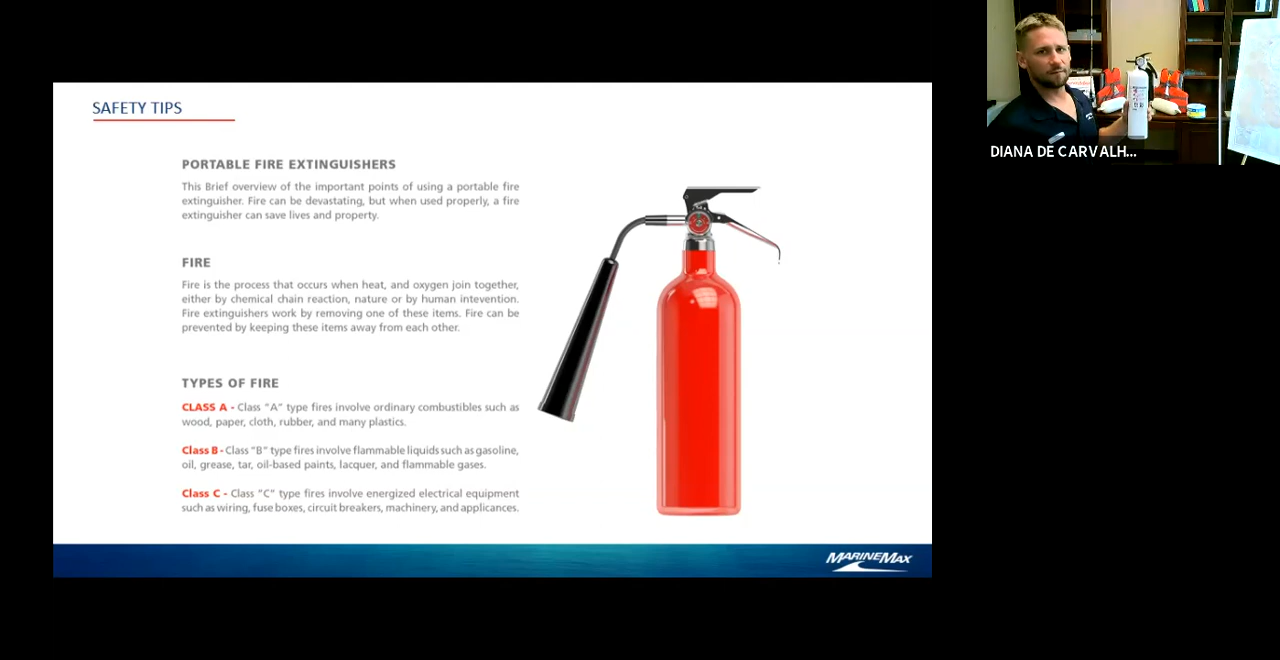 SAFETY TIPS
PORTABLE FIRE EXTINGUISHERS
This Brief overview of the important points of using a portable fire
extinguisher. Fire can be devastating, but when used properly, a fire
extinguisher can save lives and property.
FIRE
Fire is the process that occurs when heat, and oxygen join together,
either by chemical chain reaction, nature or by human intevention.
Fire extinguishers work by removing one of these items. Fire can be
prevented by keeping these items away from each other.
TYPES OF FIRE
CLASS A - Class "A" type fires involve ordinary combustibles such as
wood, paper, cloth, rubber, and many plastics.
Class B - Class "B" type fires involve flammable liquids such as gasoline,
oil, grease, tar, oil-based paints, lacquer, and flammable gases.
Class C - Class "C" type fires involve energized electrical equipment
such as wiring, fuse boxes, circuit breakers, machinery, and applicances.
MARINEMAX
DIANA DE CARVALH...